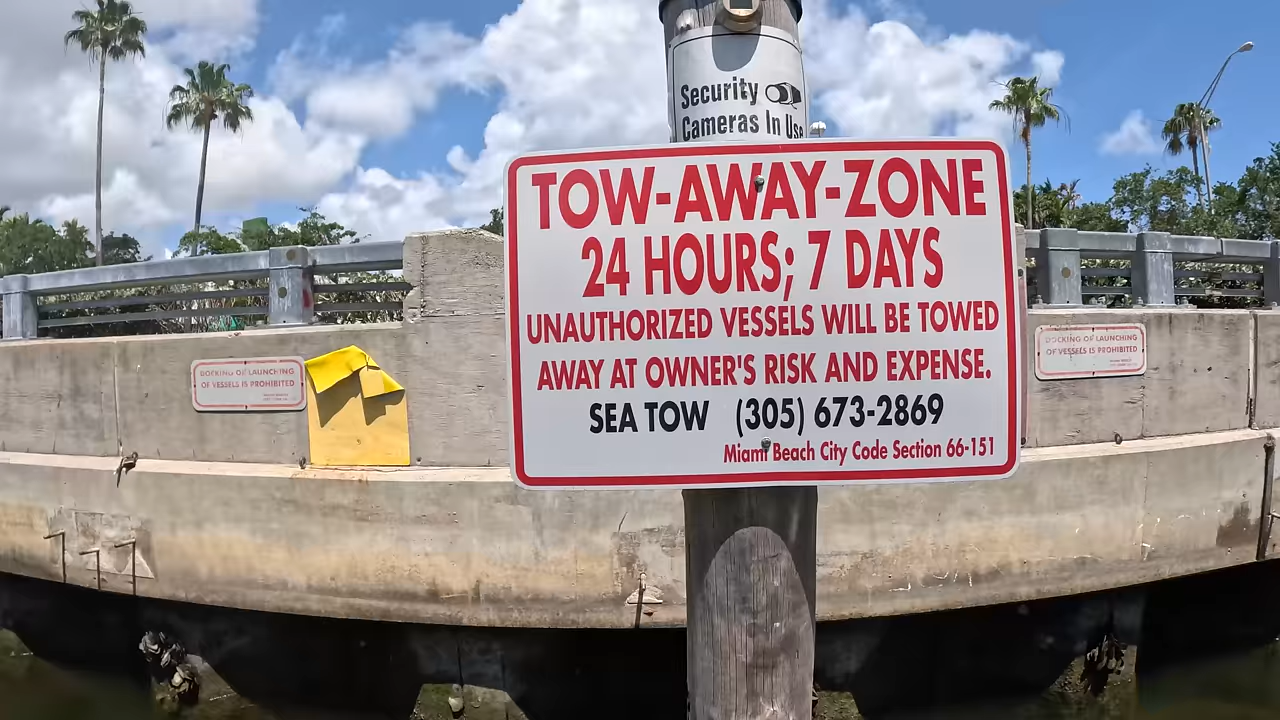 Security
Cameras In Use
TOW-AWAY-ZONE
24 HOURS; 7 DAYS
UNAUTHORIZED VESSELS WILL BE TOWED
AWAY AT OWNER'S RISK AND EXPENSE.
SEA TOW (305) 673-2869
Miami Beach City Code Section 66-151
DOCKING OR LAUNCHING
OF VESSELS IS PROHIBITED
DOCKING OR LAUNCHING
OF VESSELS IS PROHIBITED